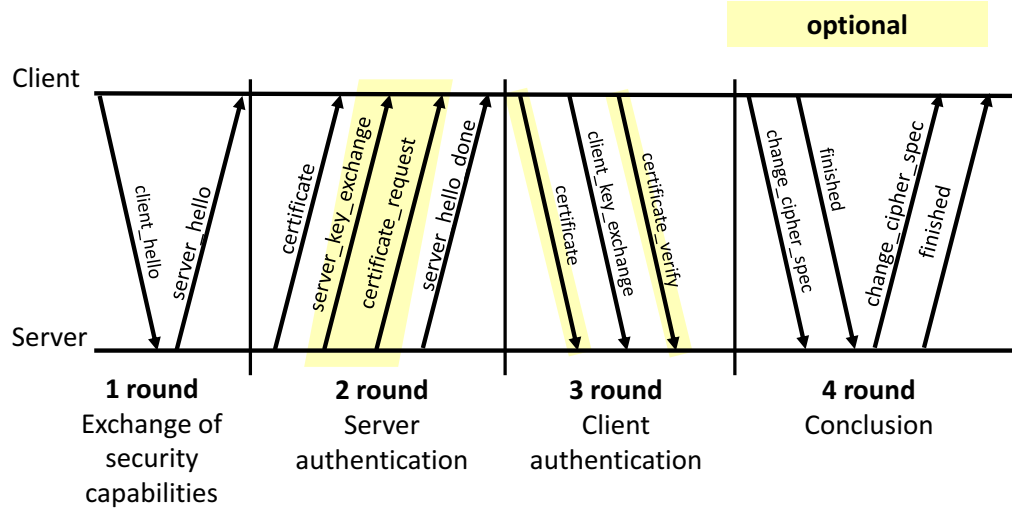 optional
Client
client_hello
server_hello
certificate
server_key_exchange
certificate_request
server_hello_done
certificate
client_key_exchange
certificate_verify
change_cipher_spec
finished
change_cipher_spec
finished
Server
1 round
Exchange of
security
capabilities
2 round
Server
authentication
3 round
Client
authentication
4 round
Conclusion